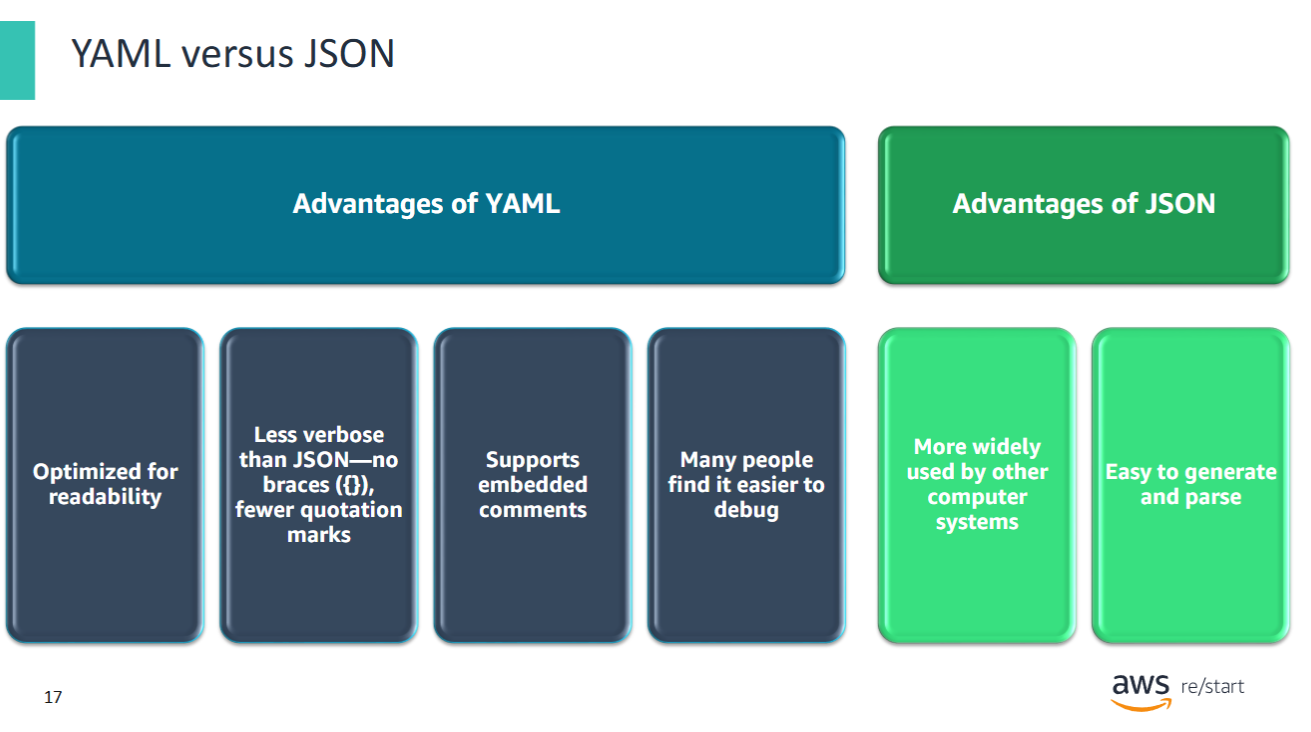 YAML versus JSON
Advantages of YAML
Advantages of JSON
Optimized for
readability
Less verbose
than JSON—no
braces ({}),
fewer quotation
marks
Supports
embedded
comments
Many people
find it easier to
debug
More widely
used by other
computer
systems
Easy to generate
and parse
17
aws re/start